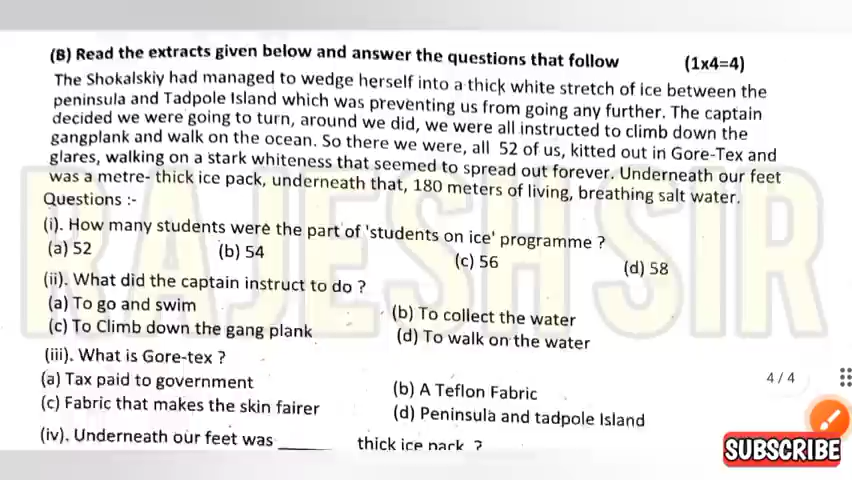 (B) Read the extracts given below and answer the questions that follow (1x4=4)
The Shokalskiy had managed to wedge herself into a thick white stretch of ice between the
peninsula and Tadpole Island which was preventing us from going any further. The captain
decided we were going to turn, around we did, we were all instructed to climb down the
gangplank and walk on the ocean. So there we were, all 52 of us, kitted out in Gore-Tex and
glares, walking on a stark whiteness that seemed to spread out forever. Underneath our feet
was a metre- thick ice pack, underneath that, 180 meters of living, breathing salt water.
Questions :-
(i). How many students were the part of 'students on ice' programme ?
(a) 52 (b) 54 (c) 56 (d) 58
(ii). What did the captain instruct to do ?
(a) To go and swim (b) To collect the water
(c) To Climb down the gang plank (d) To walk on the water
(iii). What is Gore-tex ?
(a) Tax paid to government (b) A Teflon Fabric
(c) Fabric that makes the skin fairer (d) Peninsula and tadpole Island
(iv). Underneath our feet was ______ thick ice pack ?
4 / 4
SUBSCRIBE
RAJESH SIR